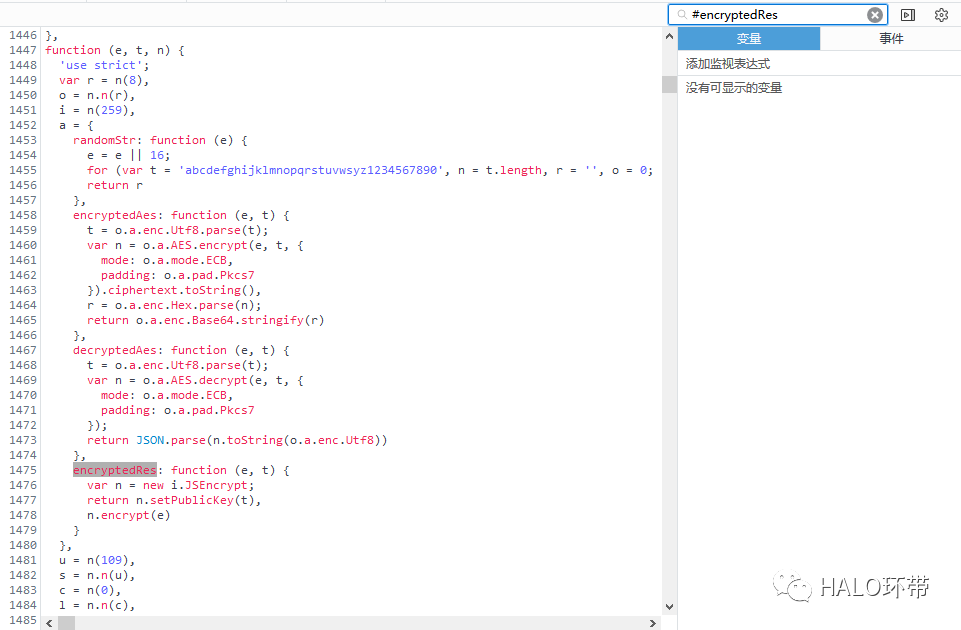 #encryptedRes
变量 事件
添加监视表达式
没有可显示的变量
1446 },
1447 function (e, t, n) {
1448 'use strict';
1449 var r = n(8),
1450 o = n.n(r),
1451 i = n(259),
1452 a = {
1453 randomStr: function (e) {
1454 e = e || 16;
1455 for (var t = 'abcdefghijklmnopqrstuvwsyz1234567890', n = t.length, r = '', o = 0;
1456 return r
1457 },
1458 encryptedAes: function (e, t) {
1459 t = o.a.enc.Utf8.parse(t);
1460 var n = o.a.AES.encrypt(e, t, {
1461 mode: o.a.mode.ECB,
1462 padding: o.a.pad.Pkcs7
1463 }).ciphertext.toString(),
1464 r = o.a.enc.Hex.parse(n);
1465 return o.a.enc.Base64.stringify(r)
1466 },
1467 decryptedAes: function (e, t) {
1468 t = o.a.enc.Utf8.parse(t);
1469 var n = o.a.AES.decrypt(e, t, {
1470 mode: o.a.mode.ECB,
1471 padding: o.a.pad.Pkcs7
1472 });
1473 return JSON.parse(n.toString(o.a.enc.Utf8))
1474 },
1475 encryptedRes: function (e, t) {
1476 var n = new i.JSEncrypt;
1477 return n.setPublicKey(t),
1478 n.encrypt(e)
1479 }
1480 },
1481 u = n(109),
1482 s = n.n(u),
1483 c = n(0),
1484 l = n.n(c),
1485
HALO环带